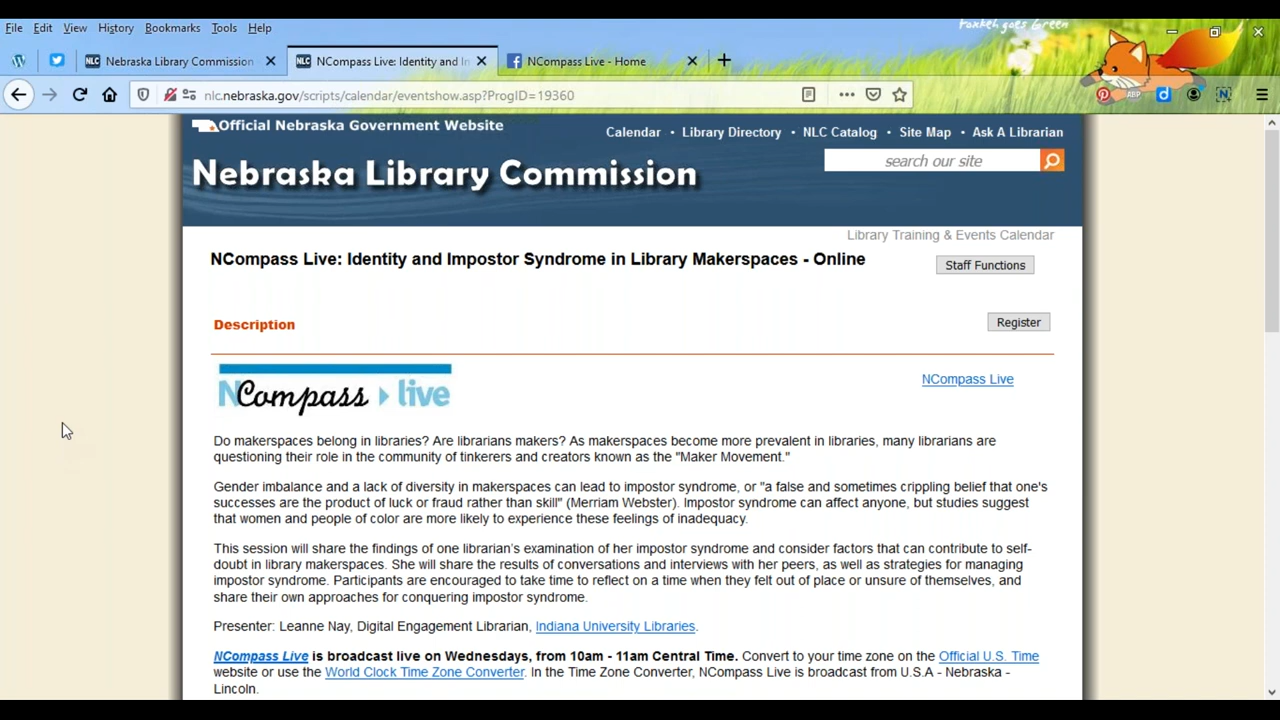 foxkeh goes Green
File Edit View History Bookmarks Tools Help
NLC Nebraska Library Commission
NLC NCompass Live: Identity and In
NCompass Live - Home
nlc.nebraska.gov/scripts/calendar/eventshow.asp?ProgID=19360
ABP
Official Nebraska Government Website
Calendar • Library Directory • NLC Catalog • Site Map • Ask A Librarian
search our site
Nebraska Library Commission
Library Training & Events Calendar
NCompass Live: Identity and Impostor Syndrome in Library Makerspaces - Online
Staff Functions
Description
Register
NCompass live
NCompass Live
Do makerspaces belong in libraries? Are librarians makers? As makerspaces become more prevalent in libraries, many librarians are
questioning their role in the community of tinkerers and creators known as the "Maker Movement."
Gender imbalance and a lack of diversity in makerspaces can lead to impostor syndrome, or "a false and sometimes crippling belief that one's
successes are the product of luck or fraud rather than skill" (Merriam Webster). Impostor syndrome can affect anyone, but studies suggest
that women and people of color are more likely to experience these feelings of inadequacy.
This session will share the findings of one librarian's examination of her impostor syndrome and consider factors that can contribute to self-
doubt in library makerspaces. She will share the results of conversations and interviews with her peers, as well as strategies for managing
impostor syndrome. Participants are encouraged to take time to reflect on a time when they felt out of place or unsure of themselves, and
share their own approaches for conquering impostor syndrome.
Presenter: Leanne Nay, Digital Engagement Librarian, Indiana University Libraries.
NCompass Live is broadcast live on Wednesdays, from 10am - 11am Central Time. Convert to your time zone on the Official U.S. Time
website or use the World Clock Time Zone Converter. In the Time Zone Converter, NCompass Live is broadcast from U.S.A - Nebraska -
Lincoln.